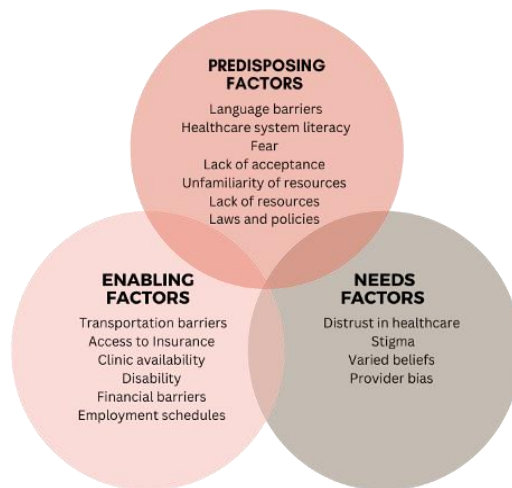 PREDISPOSING
FACTORS
Language barriers
Healthcare system literacy
Fear
Lack of acceptance
Unfamiliarity of resources
Lack of resources
Laws and policies
ENABLING
FACTORS
Transportation barriers
Access to Insurance
Clinic availability
Disability
Financial barriers
Employment schedules
NEEDS
FACTORS
Distrust in healthcare
Stigma
Varied beliefs
Provider bias